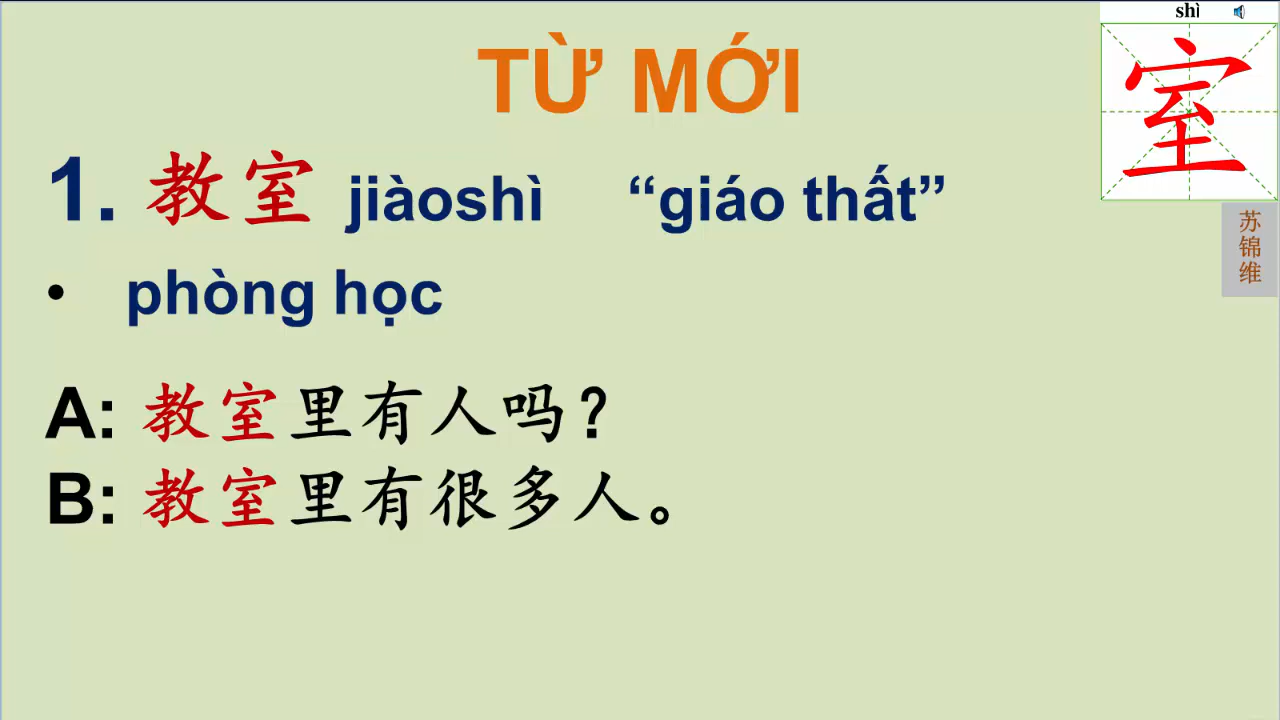 TỪ MỚI
shì
室
1. 教室 jiàoshì “giáo thất”
苏锦维
• phòng học
A: 教室里有人吗?
B: 教室里有很多人。